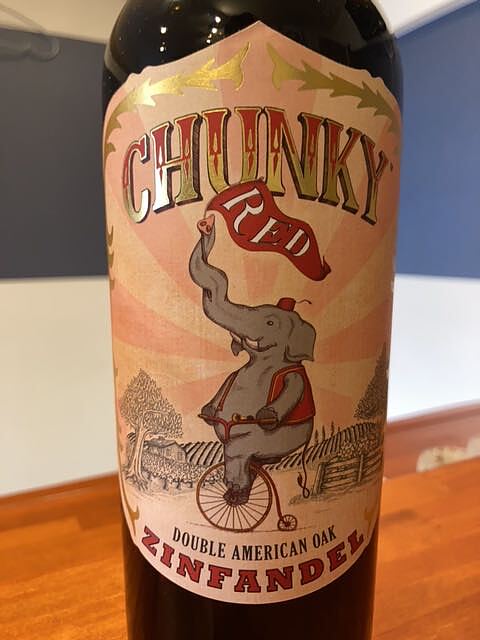 CHUNKY
RED
DOUBLE AMERICAN OAK
ZINFANDEL